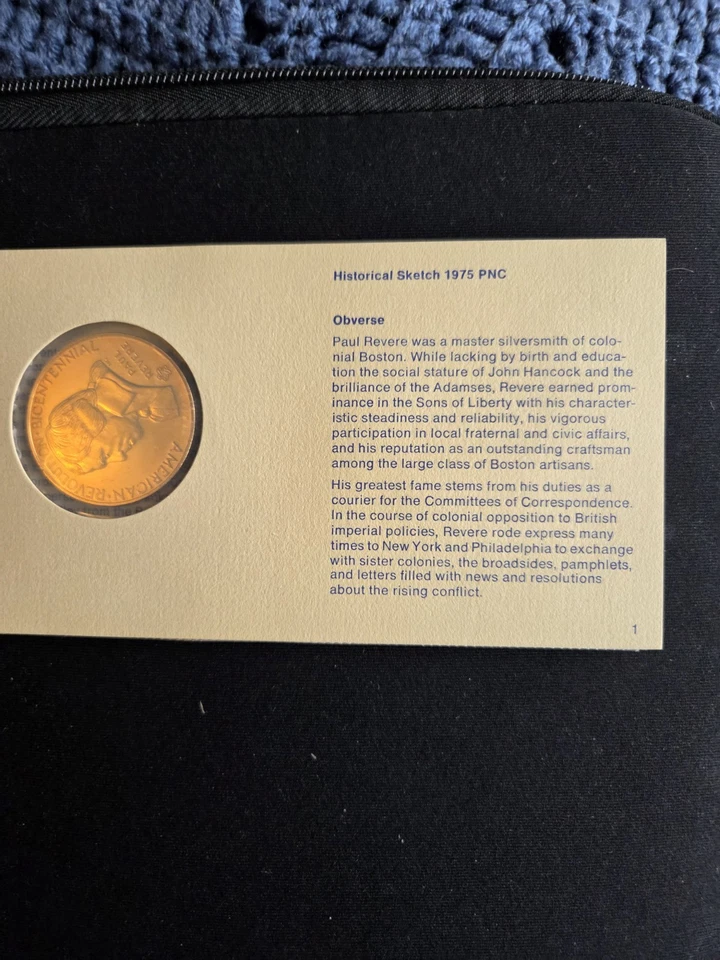 AMERICAN·REVOLUTION BICENTENNIAL
PAUL
REVERE
Historical Sketch 1975 PNC
Obverse
Paul Revere was a master silversmith of colo-
nial Boston. While lacking by birth and educa-
tion the social stature of John Hancock and the
brilliance of the Adamses, Revere earned prom-
inance in the Sons of Liberty with his character-
istic steadiness and reliability, his vigorous
participation in local fraternal and civic affairs,
and his reputation as an outstanding craftsman
among the large class of Boston artisans.
His greatest fame stems from his duties as a
courier for the Committees of Correspondence.
In the course of colonial opposition to British
imperial policies, Revere rode express many
times to New York and Philadelphia to exchange
with sister colonies, the broadsides, pamphlets,
and letters filled with news and resolutions
about the rising conflict.
1